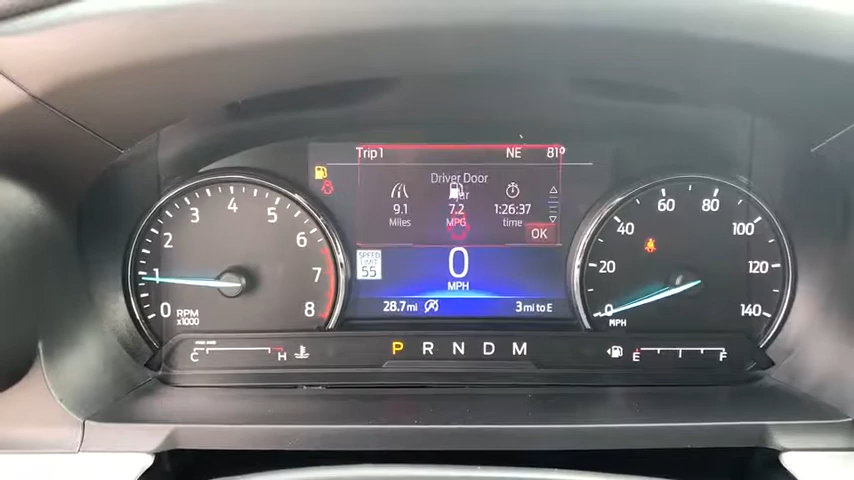 Trip 1 NE 81°
Driver Door
9.1 7.2 1:26:37
Miles MPG time
OK
SPEED LIMIT 55
0
MPH
28.7 mi 3 mi to E
0 1 2 3 4 5 6 7 8
RPM
x1000
0 20 40 60 80 100 120 140
MPH
C H
P R N D M
E F